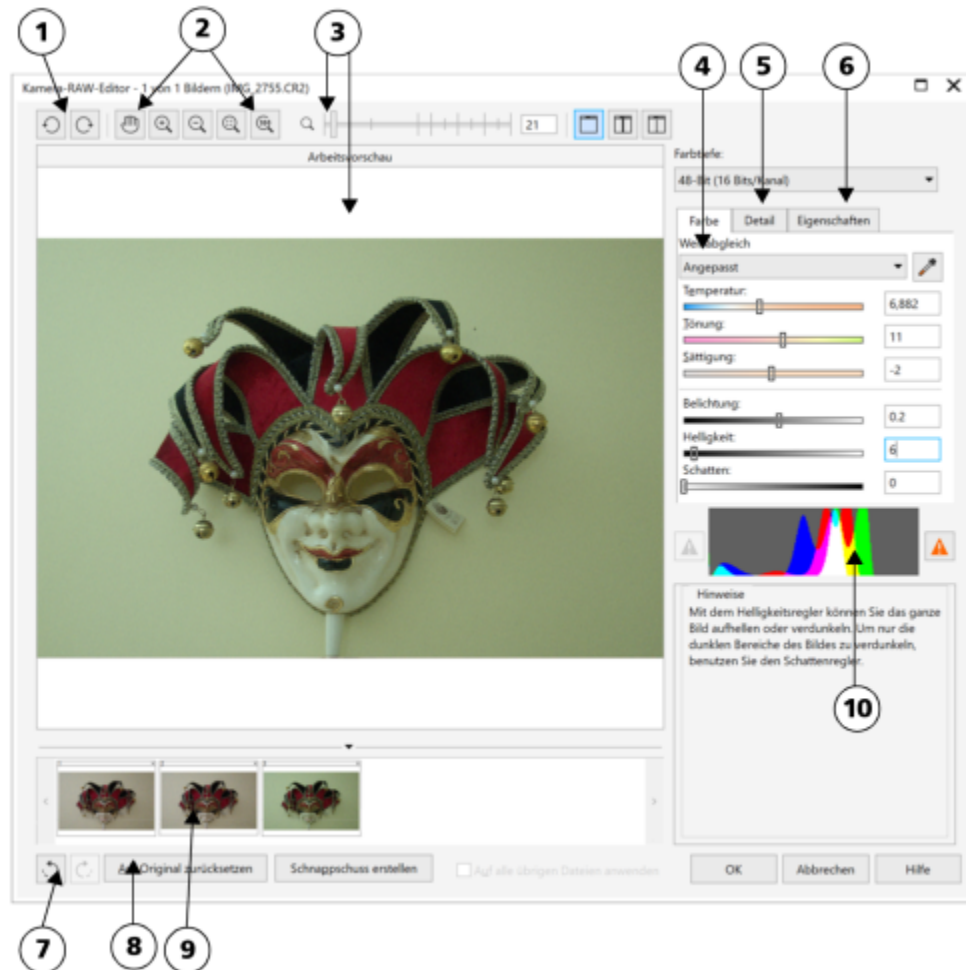 1 2 3
4 5 6
Kamera-RAW-Editor - 1 von 1 Bildern (IMG_2755.CR2)
21
Arbeitsvorschau
Farbtiefe:
48-Bit (16 Bits/Kanal)
Farbe Detail Eigenschaften
Weißabgleich
Angepasst
Temperatur:
6,882
Tönung:
11
Sättigung:
-2
Belichtung:
0.2
Helligkeit:
6
Schatten:
0
Hinweise
Mit dem Helligkeitsregler können Sie das ganze
Bild aufhellen oder verdunkeln. Um nur die
dunklen Bereiche des Bildes zu verdunkeln,
benutzen Sie den Schattenregler.
10
Auf Original zurücksetzen Schnappschuss erstellen Auf alle übrigen Dateien anwenden OK Abbrechen Hilfe
7 8 9